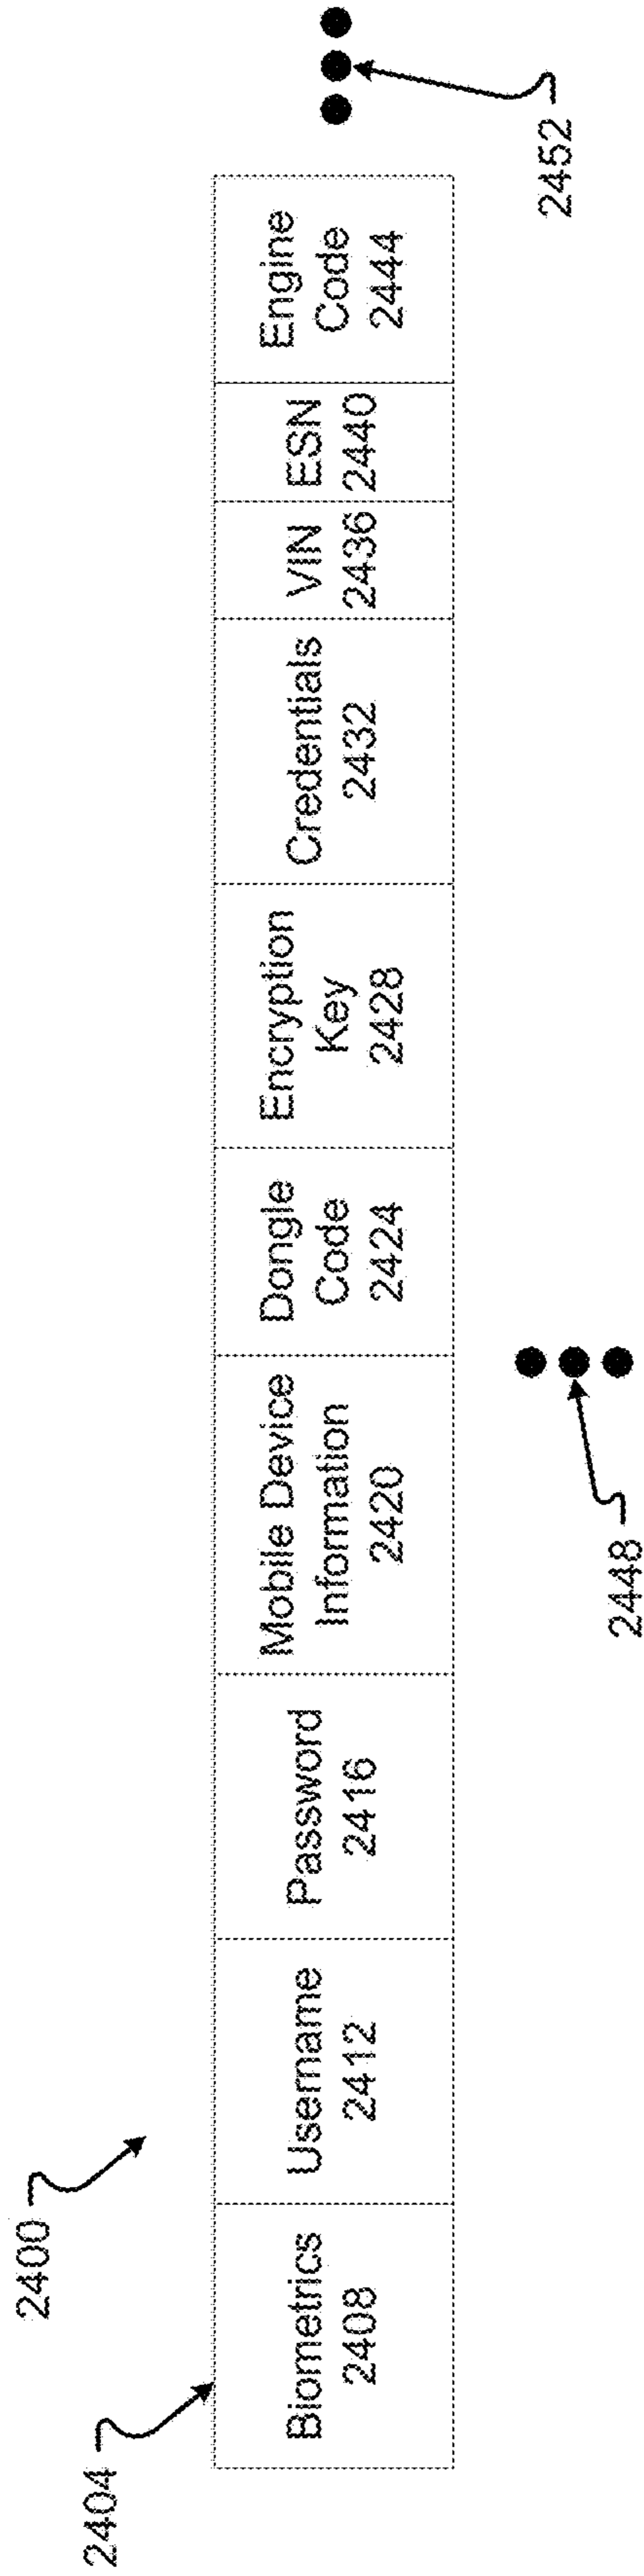 2400
2404
Biometrics
2408
Username
2412
Password
2416
Mobile Device
Information
2420
Dongle
Code
2424
Encryption
Key
2428
Credentials
2432
VIN
2436
ESN
2440
Engine
Code
2444
2448
2452